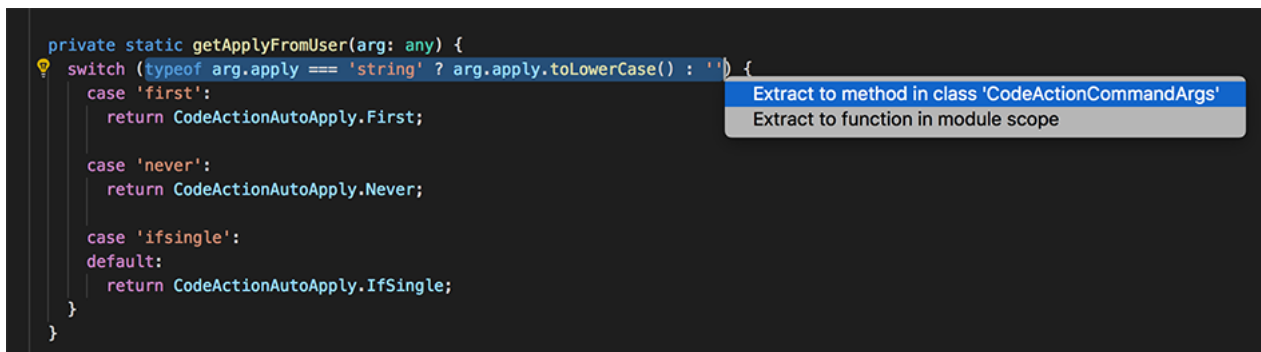 private static getApplyFromUser(arg: any) {
switch (typeof arg.apply === 'string' ? arg.apply.toLowerCase() : '') {
case 'first':
Extract to method in class 'CodeActionCommandArgs'
return CodeActionAutoApply.First;
Extract to function in module scope
case 'never':
return CodeActionAutoApply.Never;
case 'ifsingle':
default:
return CodeActionAutoApply.IfSingle;
}
}